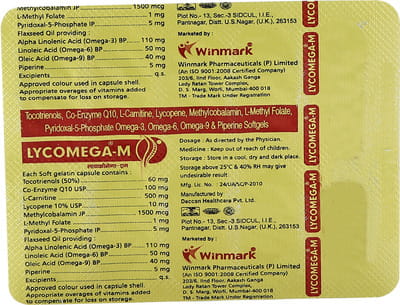 Methylcobalamin JP 1500 mcg
L-Methyl Folate 1 mg
Pyridoxal-5-Phosphate IP 5 mg
Flaxseed Oil providing :
Alpha Linolenic Acid (Omega-3) BP 110 mg
Linoleic Acid (Omega-6) BP 50 mg
Oleic Acid (Omega-9) BP 40 mg
Piperine 5 mg
Excipients q.s.
Approved colour used in capsule shell.
Appropriate overages of vitamins added
to compensate for loss on storage.
Plot No.- 13, Sec.-3 SIDCUL, I.I.E.,
Pantnagar, Distt. U.S.Nagar, (U.K.), 263153
Marketed by :
Winmark
Winmark Pharmaceuticals (P) Limited
(An ISO 9001:2008 Certified Company)
203/6, IInd Floor, Aakash Ganga
Lady Ratan Tower Complex,
D. S. Marg, Worli, Mumbai-400 018
TM - Trade Mark under Registration
Tocotrienols, Co-Enzyme Q10, L-Carnitine, Lycopene, Methylcobalamin, L-Methyl Folate,
Pyridoxal-5-Phosphate Omega-3, Omega-6, Omega-9 & Piperine Softgels
LYCOMEGA®-M
लायकोमेगा-एम
Each Soft gelatin capsule contains :
Tocotrienols (50%) 60 mg
Co-Enzyme Q10 USP 100 mg
L-Carnitine 500 mg
Lycopene 10% USP 10 mg
Methylcobalamin JP 1500 mcg
L-Methyl Folate 1 mg
Pyridoxal-5-Phosphate IP 5 mg
Flaxseed Oil providing :
Alpha Linolenic Acid (Omega-3) BP 110 mg
Linoleic Acid (Omega-6) BP 50 mg
Oleic Acid (Omega-9) BP 40 mg
Piperine 5 mg
Excipients q.s.
Approved colour used in capsule shell.
Appropriate overages of vitamins added
to compensate for loss on storage.
Dosage : As directed by the Physician.
Medicine : Keep out of reach of children.
Storage : Store in a cool, dry and dark place.
Storage above 25°C & 40% RH may give
undesirable results.
Mfg. Lic. No. : 24/UA/SC/P-2010
Manufactured by
Deccan Healthcare Pvt. Ltd.
Plot No.- 13, Sec.-3 SIDCUL, I.I.E.,
Pantnagar, Distt. U.S.Nagar, (U.K.), 263153
Marketed by :
Winmark
Winmark Pharmaceuticals (P) Limited
(An ISO 9001:2008 Certified Company)
203/6, IInd Floor, Aakash Ganga
Lady Ratan Tower Complex,
D. S. Marg, Worli, Mumbai-400 018
TM - Trade Mark under Registration
LYCOMEGA-M
LYCOMEGA-M